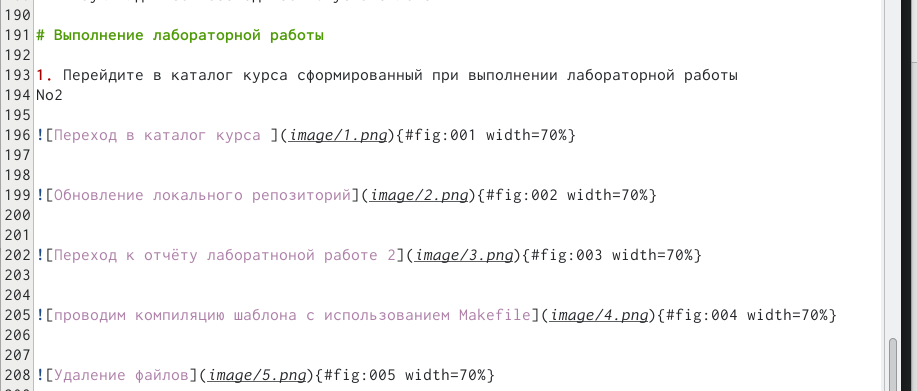 190
191 # Выполнение лабораторной работы
192
193 1. Перейдите в каталог курса сформированный при выполнении лабораторной работы
194 No2
195
196 ![Переход в каталог курса ](image/1.png){#fig:001 width=70%}
197
198
199 ![Обновление локального репозиторий](image/2.png){#fig:002 width=70%}
200
201
202 ![Переход к отчёту лаборатноной работе 2](image/3.png){#fig:003 width=70%}
203
204
205 ![проводим компиляцию шаблона с использованием Makefile](image/4.png){#fig:004 width=70%}
206
207
208 ![Удаление файлов](image/5.png){#fig:005 width=70%}